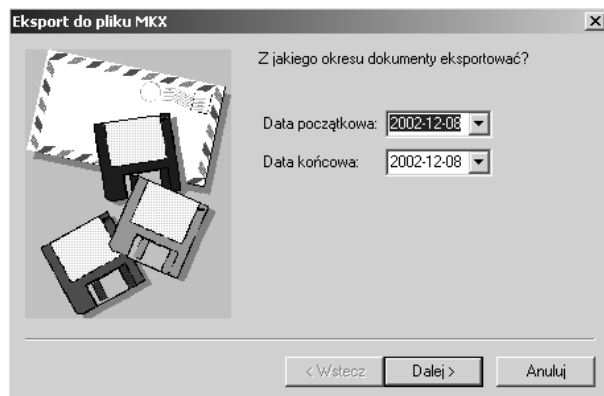 Eksport do pliku MKX
Z jakiego okresu dokumenty eksportować?
Data początkowa: 2002-12-08
Data końcowa: 2002-12-08
< Wstecz Dalej > Anuluj